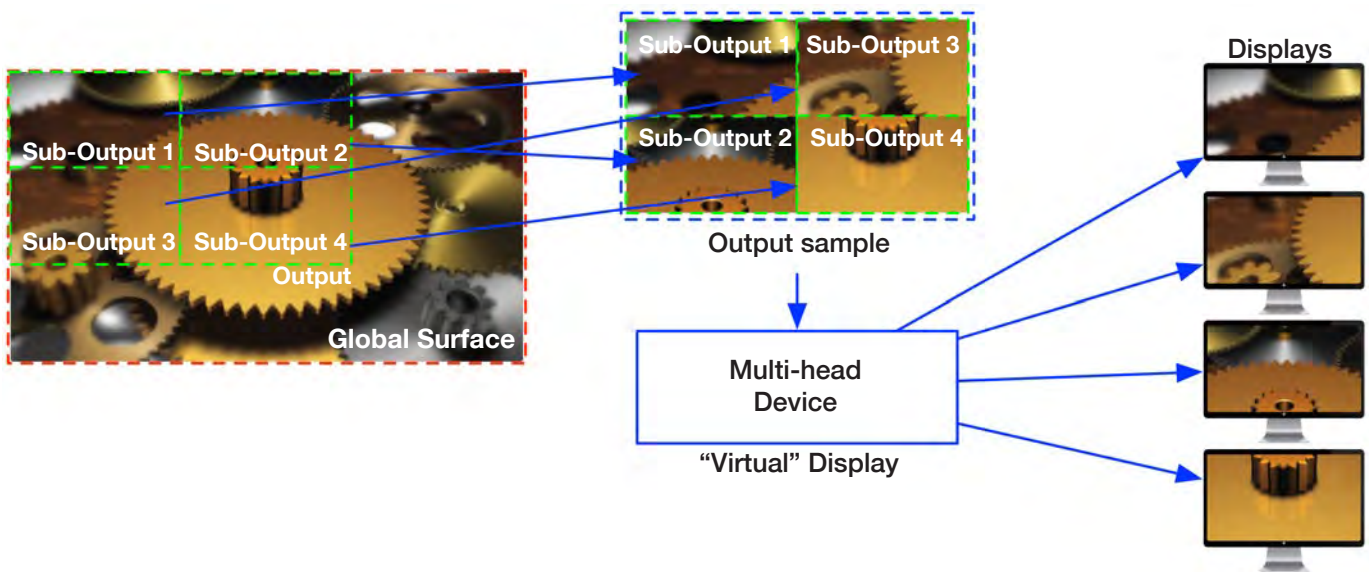 Sub-Output 1
Sub-Output 2
Sub-Output 3
Sub-Output 4
Output
Global Surface
Sub-Output 1
Sub-Output 3
Sub-Output 2
Sub-Output 4
Output sample
Multi-head
Device
“Virtual” Display
Displays